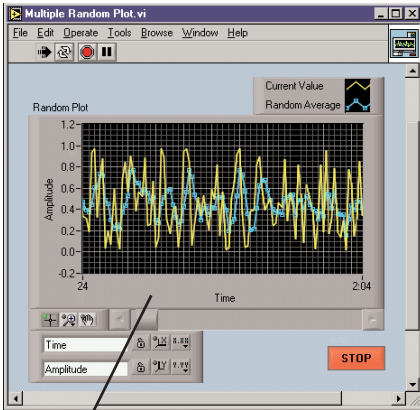 Multiple Random Plot.vi
File Edit Operate Tools Browse Window Help
Current Value
Random Average
Random Plot
1.2
1.0
0.8
0.6
0.4
0.2
0.0
-0.2
Amplitude
24
2:04
Time
Time
X
X.XX
Amplitude
Y
Y.YY
STOP